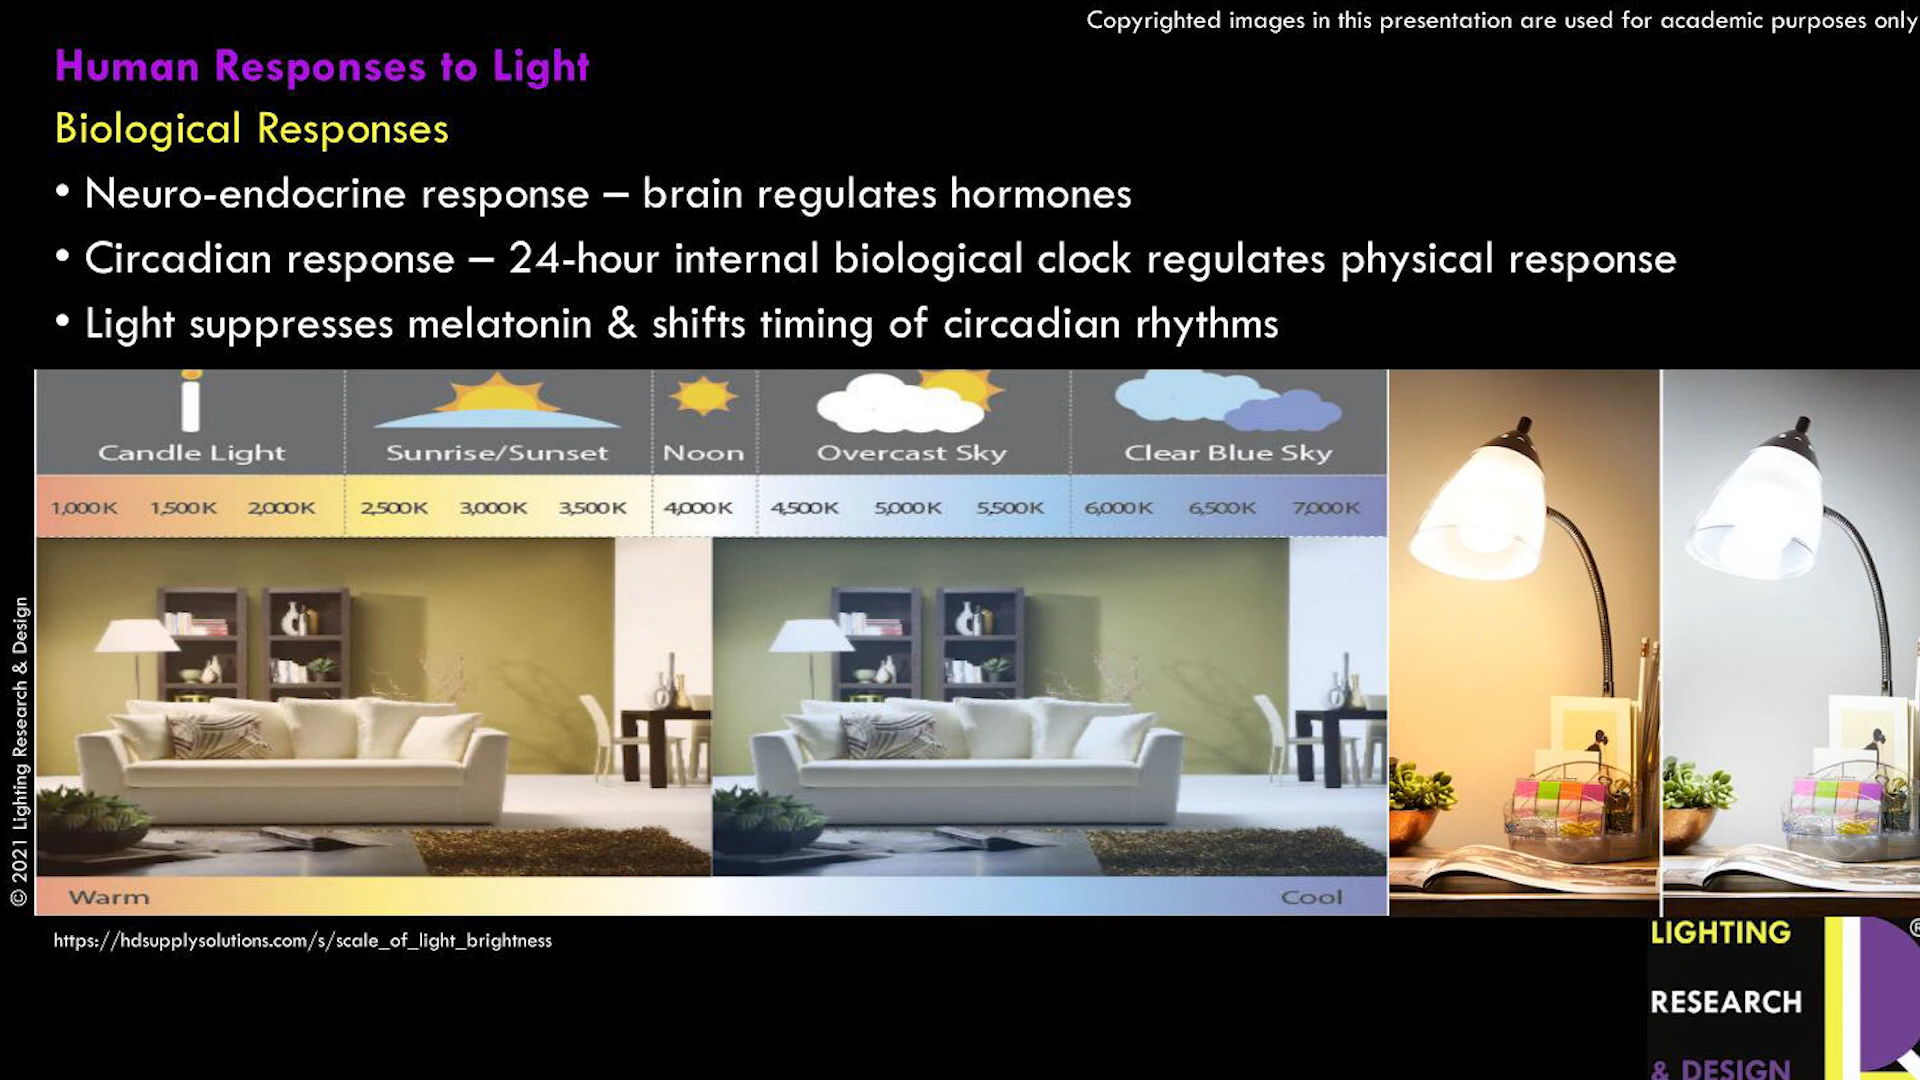 Copyrighted images in this presentation are used for academic purposes only
Human Responses to Light
Biological Responses
• Neuro-endocrine response – brain regulates hormones
• Circadian response – 24-hour internal biological clock regulates physical response
• Light suppresses melatonin & shifts timing of circadian rhythms
Candle Light Sunrise/Sunset Noon Overcast Sky Clear Blue Sky
1,000K 1,500K 2,000K 2,500K 3,000K 3,500K 4,000K 4,500K 5,000K 5,500K 6,000K 6,500K 7,000K
Warm Cool
© 2021 Lighting Research & Design
https://hdsupplysolutions.com/s/scale_of_light_brightness
LIGHTING
RESEARCH
& DESIGN
®